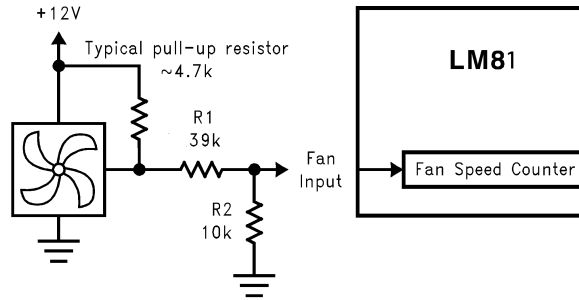 +12V
Typical pull-up resistor
~4.7k
R1
39k
R2
10k
Fan
Input
LM81
Fan Speed Counter